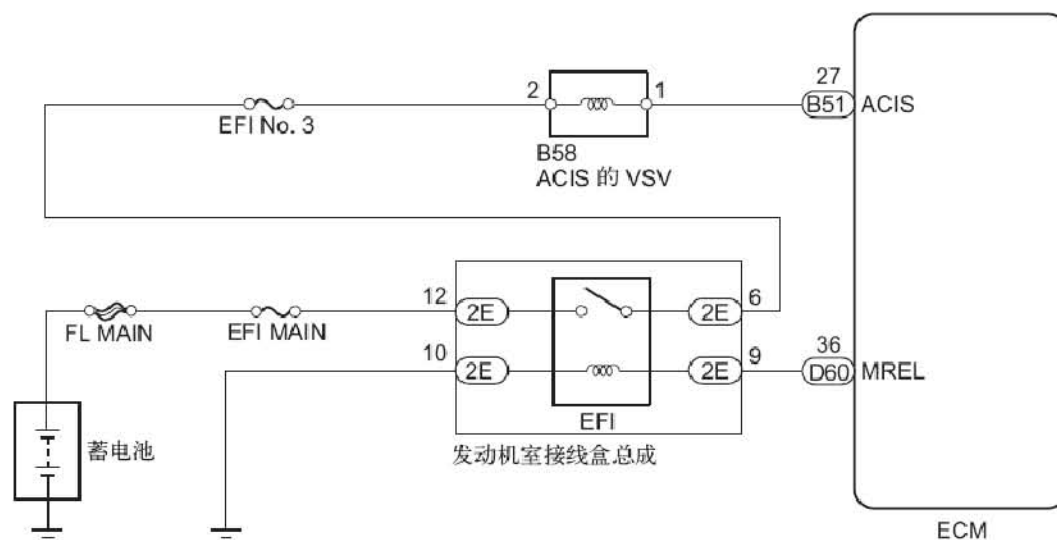 27
2
1
B51
ACIS
EFI No. 3
B58
ACIS 的 VSV
12
2E
2E
6
FL MAIN
EFI MAIN
10
2E
2E
9
36
D60
MREL
EFI
蓄电池
发动机室接线盒总成
ECM